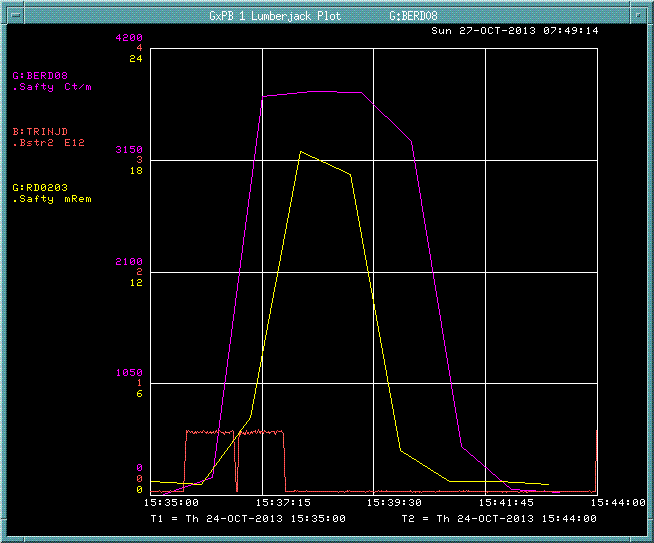 GxPB 1 Lumberjack Plot G:BERD08
Sun 27-OCT-2013 07:49:14
4200
4
24
G:BERD08
.Safty Ct/m
B:TRINJD
.Bstr2 E12
3150
3
18
G:RD0203
.Safty mRem
2100
2
12
1050
1
6
0
0
0
15:35:00 15:37:15 15:39:30 15:41:45 15:44:00
T1 = Th 24-OCT-2013 15:35:00 T2 = Th 24-OCT-2013 15:44:00